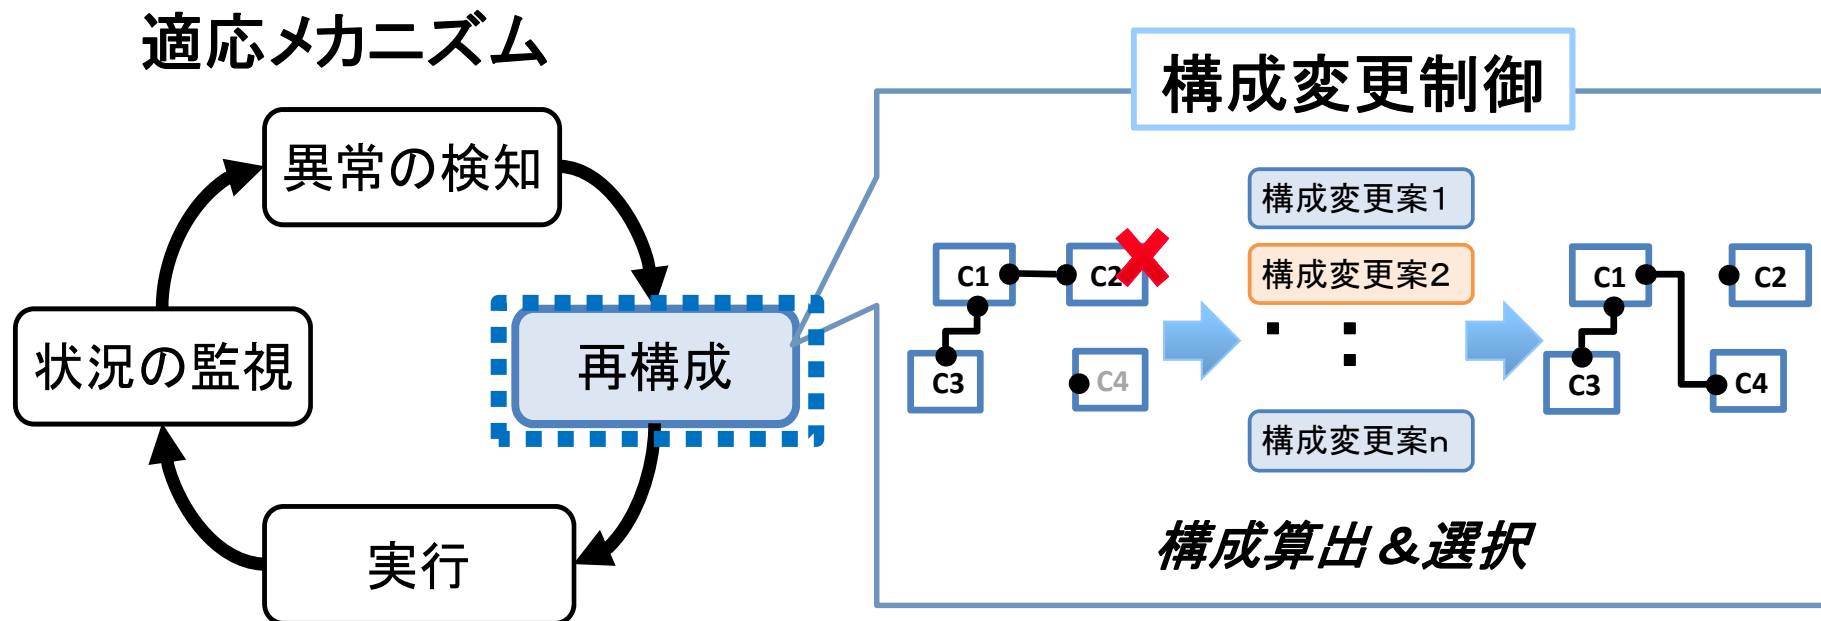 適応メカニズム
異常の検知
状況の監視
再構成
実行
構成変更制御
C1
C2
C3
C4
構成変更案1
構成変更案2
構成変更案n
C1
C2
C3
C4
構成算出&選択